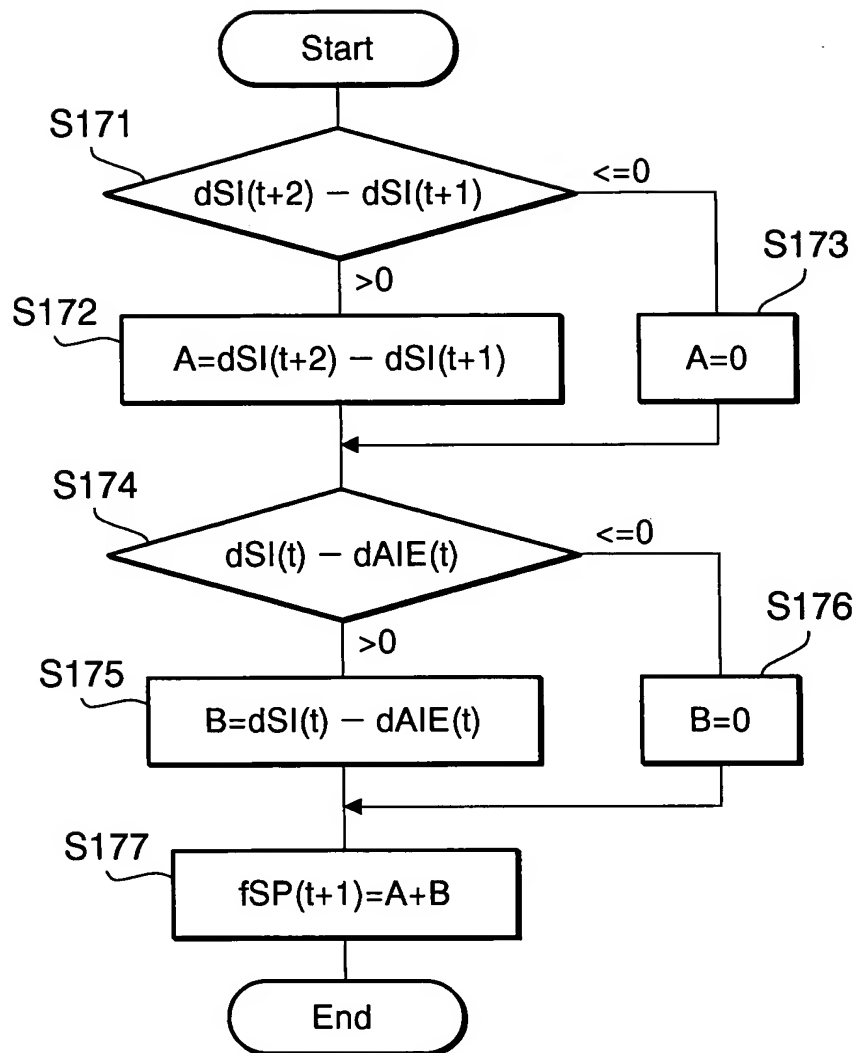 Start
S171
dSI(t+2) − dSI(t+1)
<=0
>0
S173
S172
A=dSI(t+2) − dSI(t+1)
A=0
S174
dSI(t) − dAIE(t)
<=0
>0
S176
S175
B=dSI(t) − dAIE(t)
B=0
S177
fSP(t+1)=A+B
End